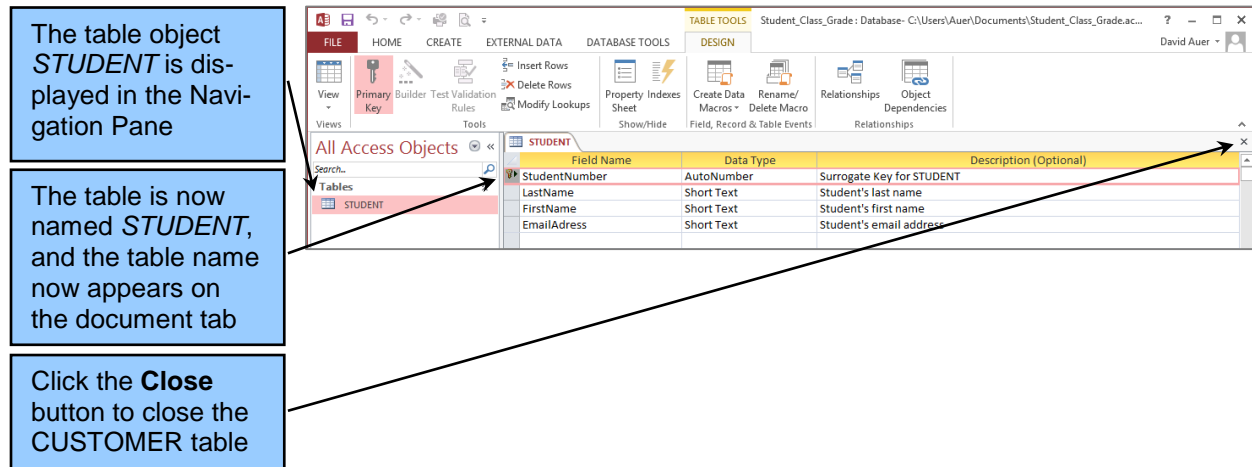 The table object
STUDENT is dis-
played in the Navi-
gation Pane
The table is now
named STUDENT,
and the table name
now appears on
the document tab
Click the Close
button to close the
CUSTOMER table
TABLE TOOLS Student_Class_Grade : Database- C:\Users\Auer\Documents\Student_Class_Grade.ac... ?
FILE HOME CREATE EXTERNAL DATA DATABASE TOOLS DESIGN David Auer
View Primary Key Builder Test Validation Rules Insert Rows Delete Rows Modify Lookups Property Sheet Indexes Create Data Macros Rename/ Delete Macro Relationships Object Dependencies
Views Tools Show/Hide Field, Record & Table Events Relationships
All Access Objects
Search..
Tables
STUDENT
STUDENT
Field Name Data Type Description (Optional)
StudentNumber AutoNumber Surrogate Key for STUDENT
LastName Short Text Student's last name
FirstName Short Text Student's first name
EmailAdress Short Text Student's email address